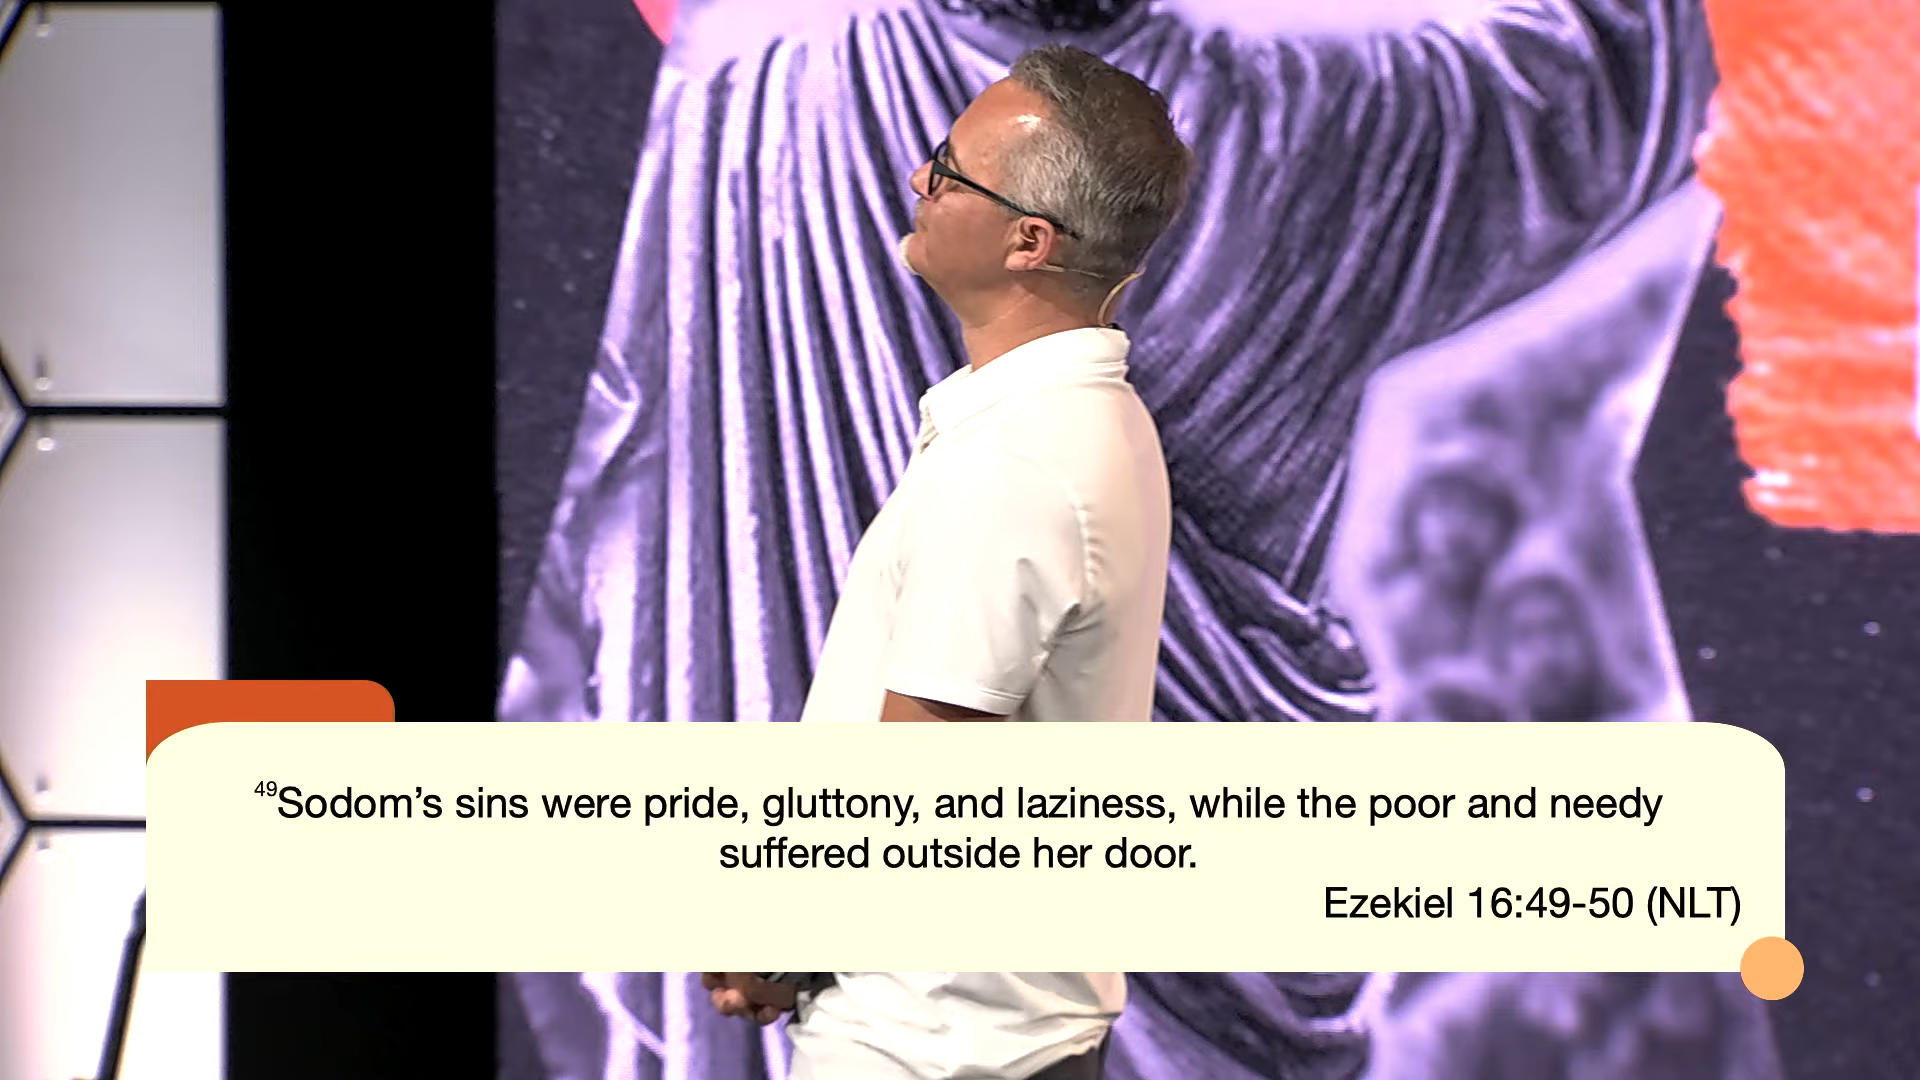 ⁴⁹Sodom’s sins were pride, gluttony, and laziness, while the poor and needy
suffered outside her door.
Ezekiel 16:49-50 (NLT)